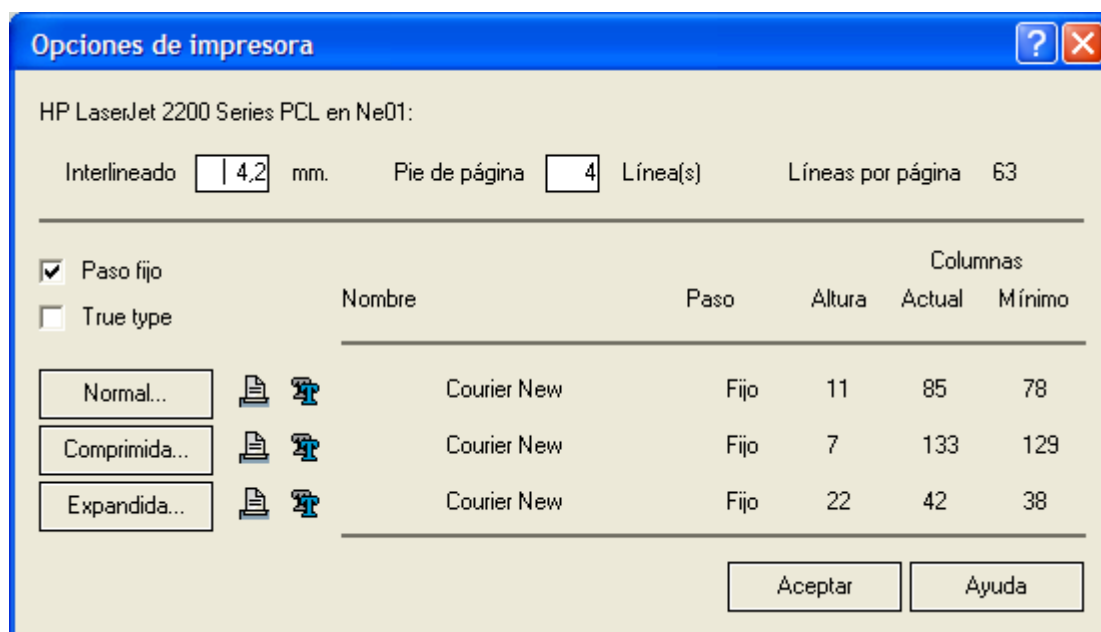 Opciones de impresora
HP LaserJet 2200 Series PCL en Ne01:
Interlineado 4,2 mm. Pie de página 4 Línea(s) Líneas por página 63
Paso fijo
True type
Columnas
Nombre Paso Altura Actual Mínimo
Normal... Courier New Fijo 11 85 78
Comprimida... Courier New Fijo 7 133 129
Expandida... Courier New Fijo 22 42 38
Aceptar Ayuda